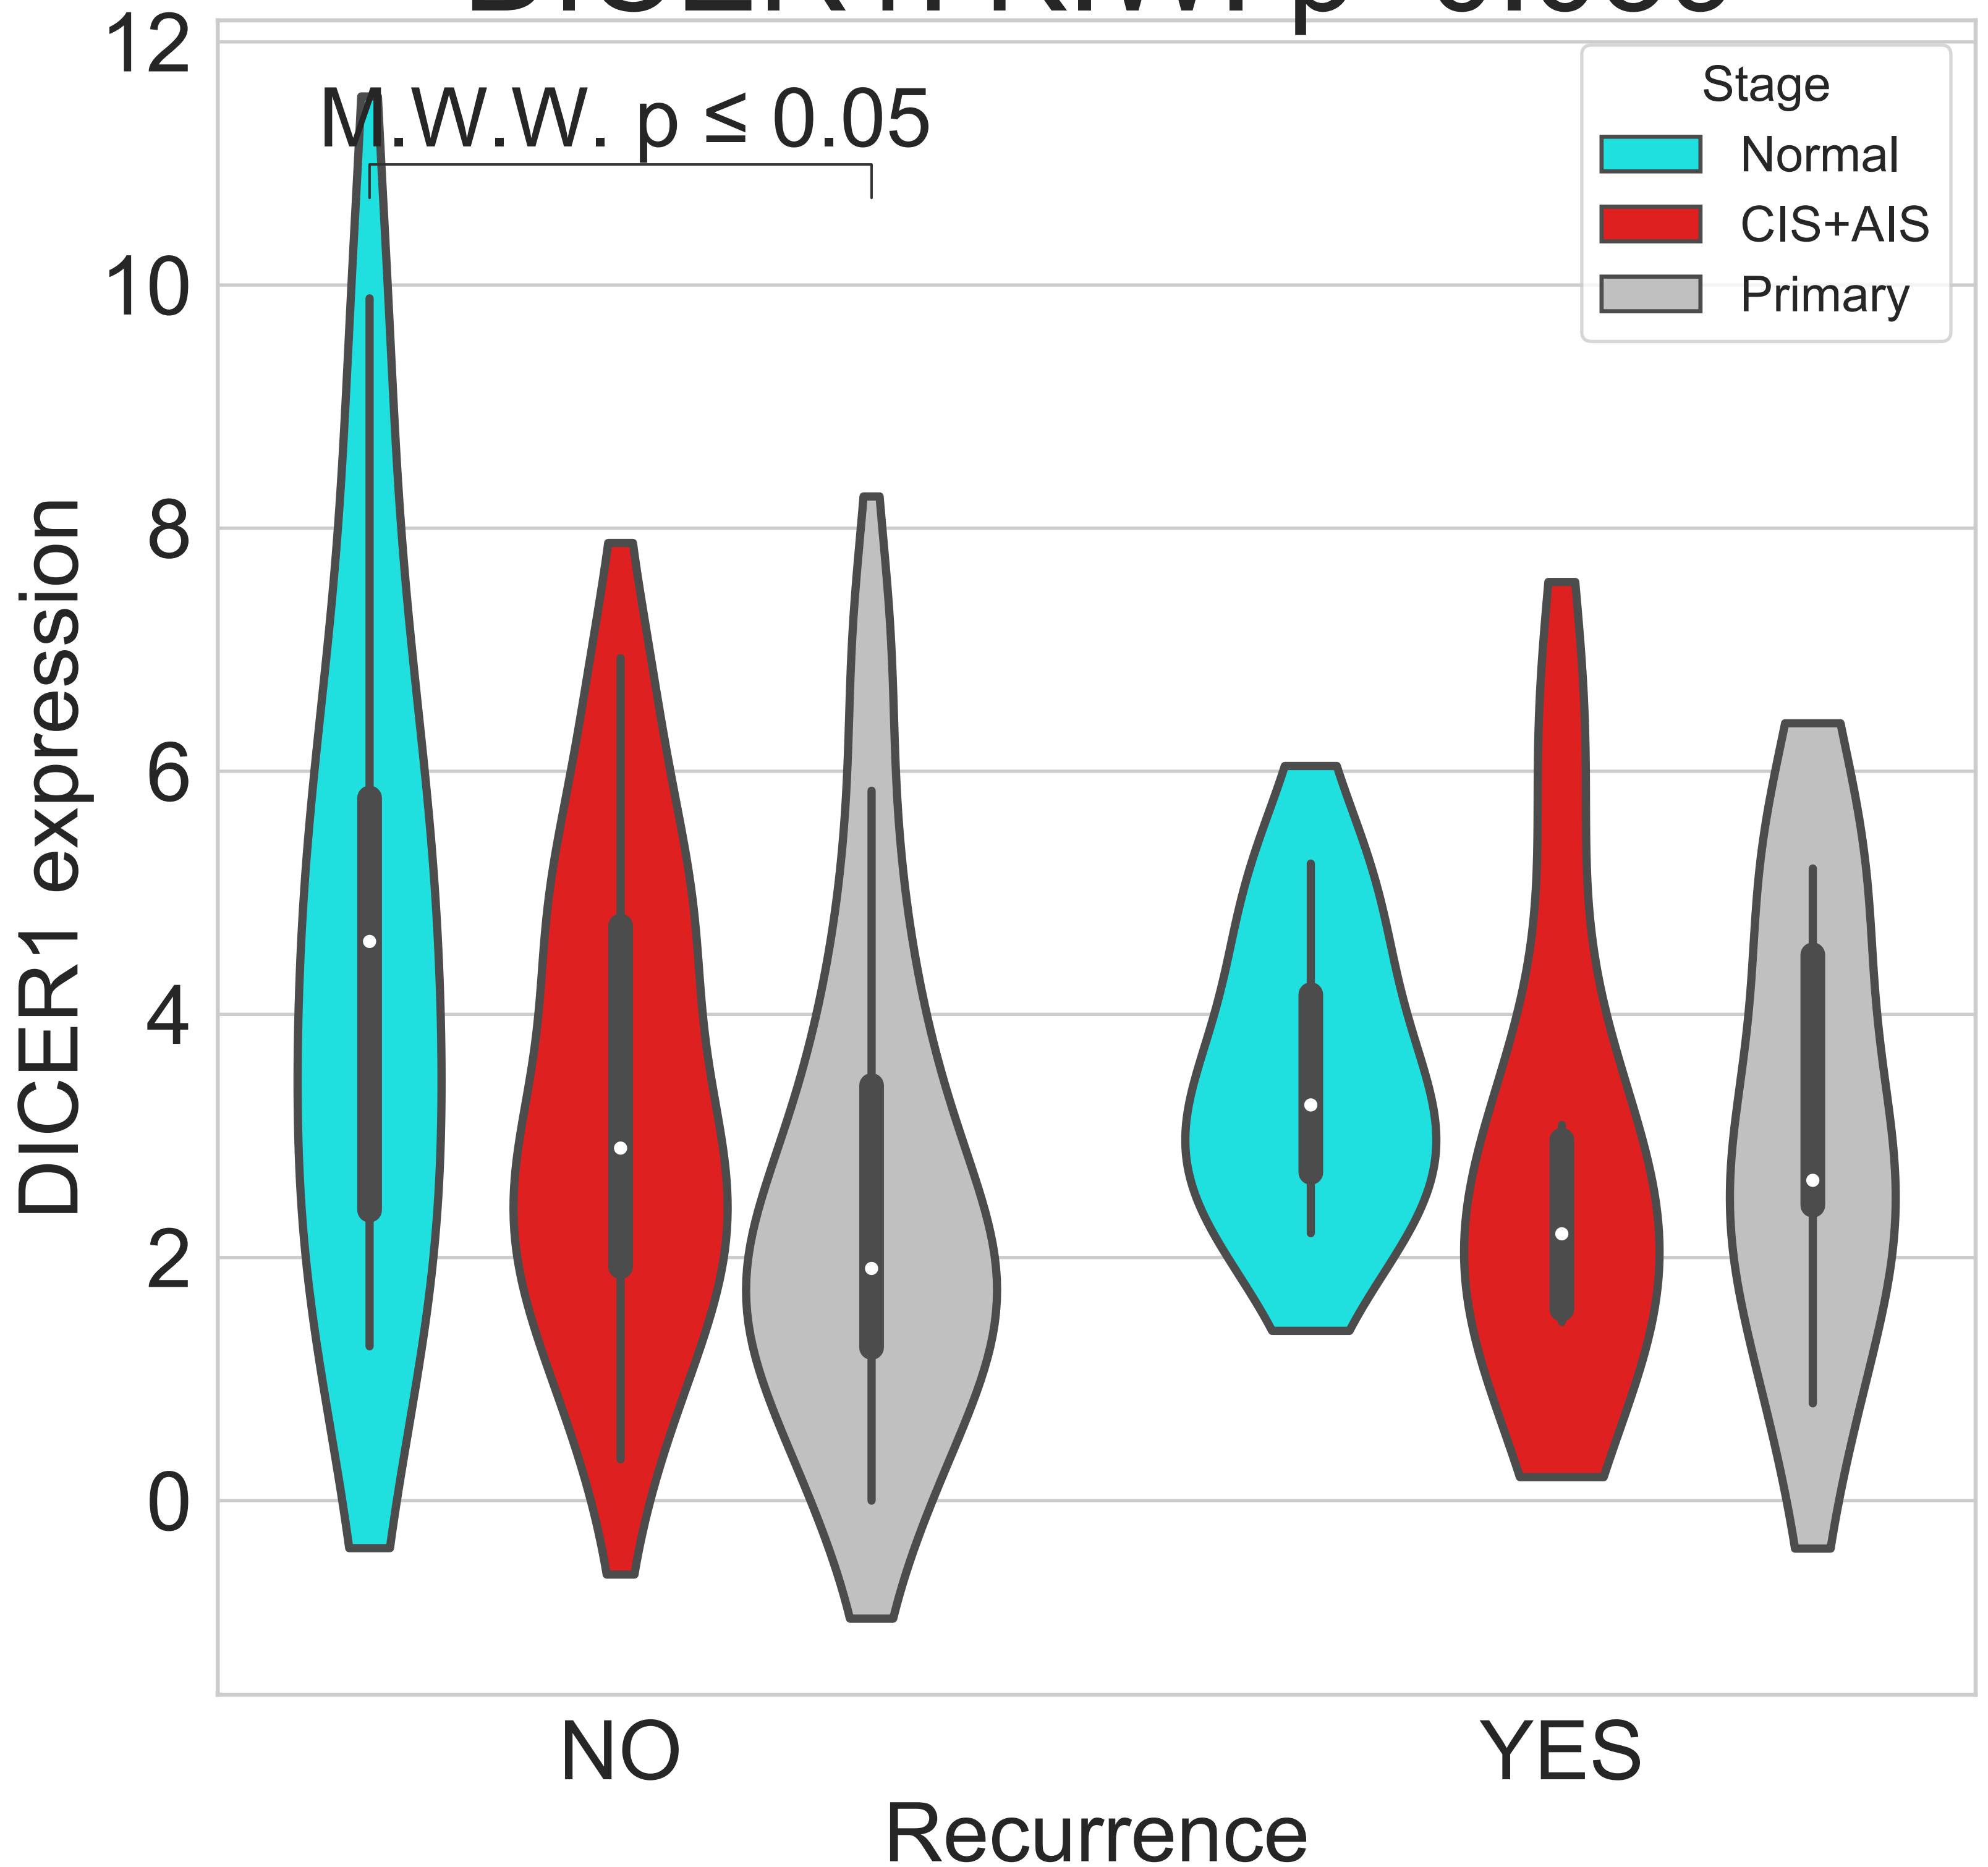 12
M.W.W. p ≤ 0.05
Stage
Normal
CIS+AIS
Primary
10
8
6
4
2
0
DICER1 expression
NO
YES
Recurrence